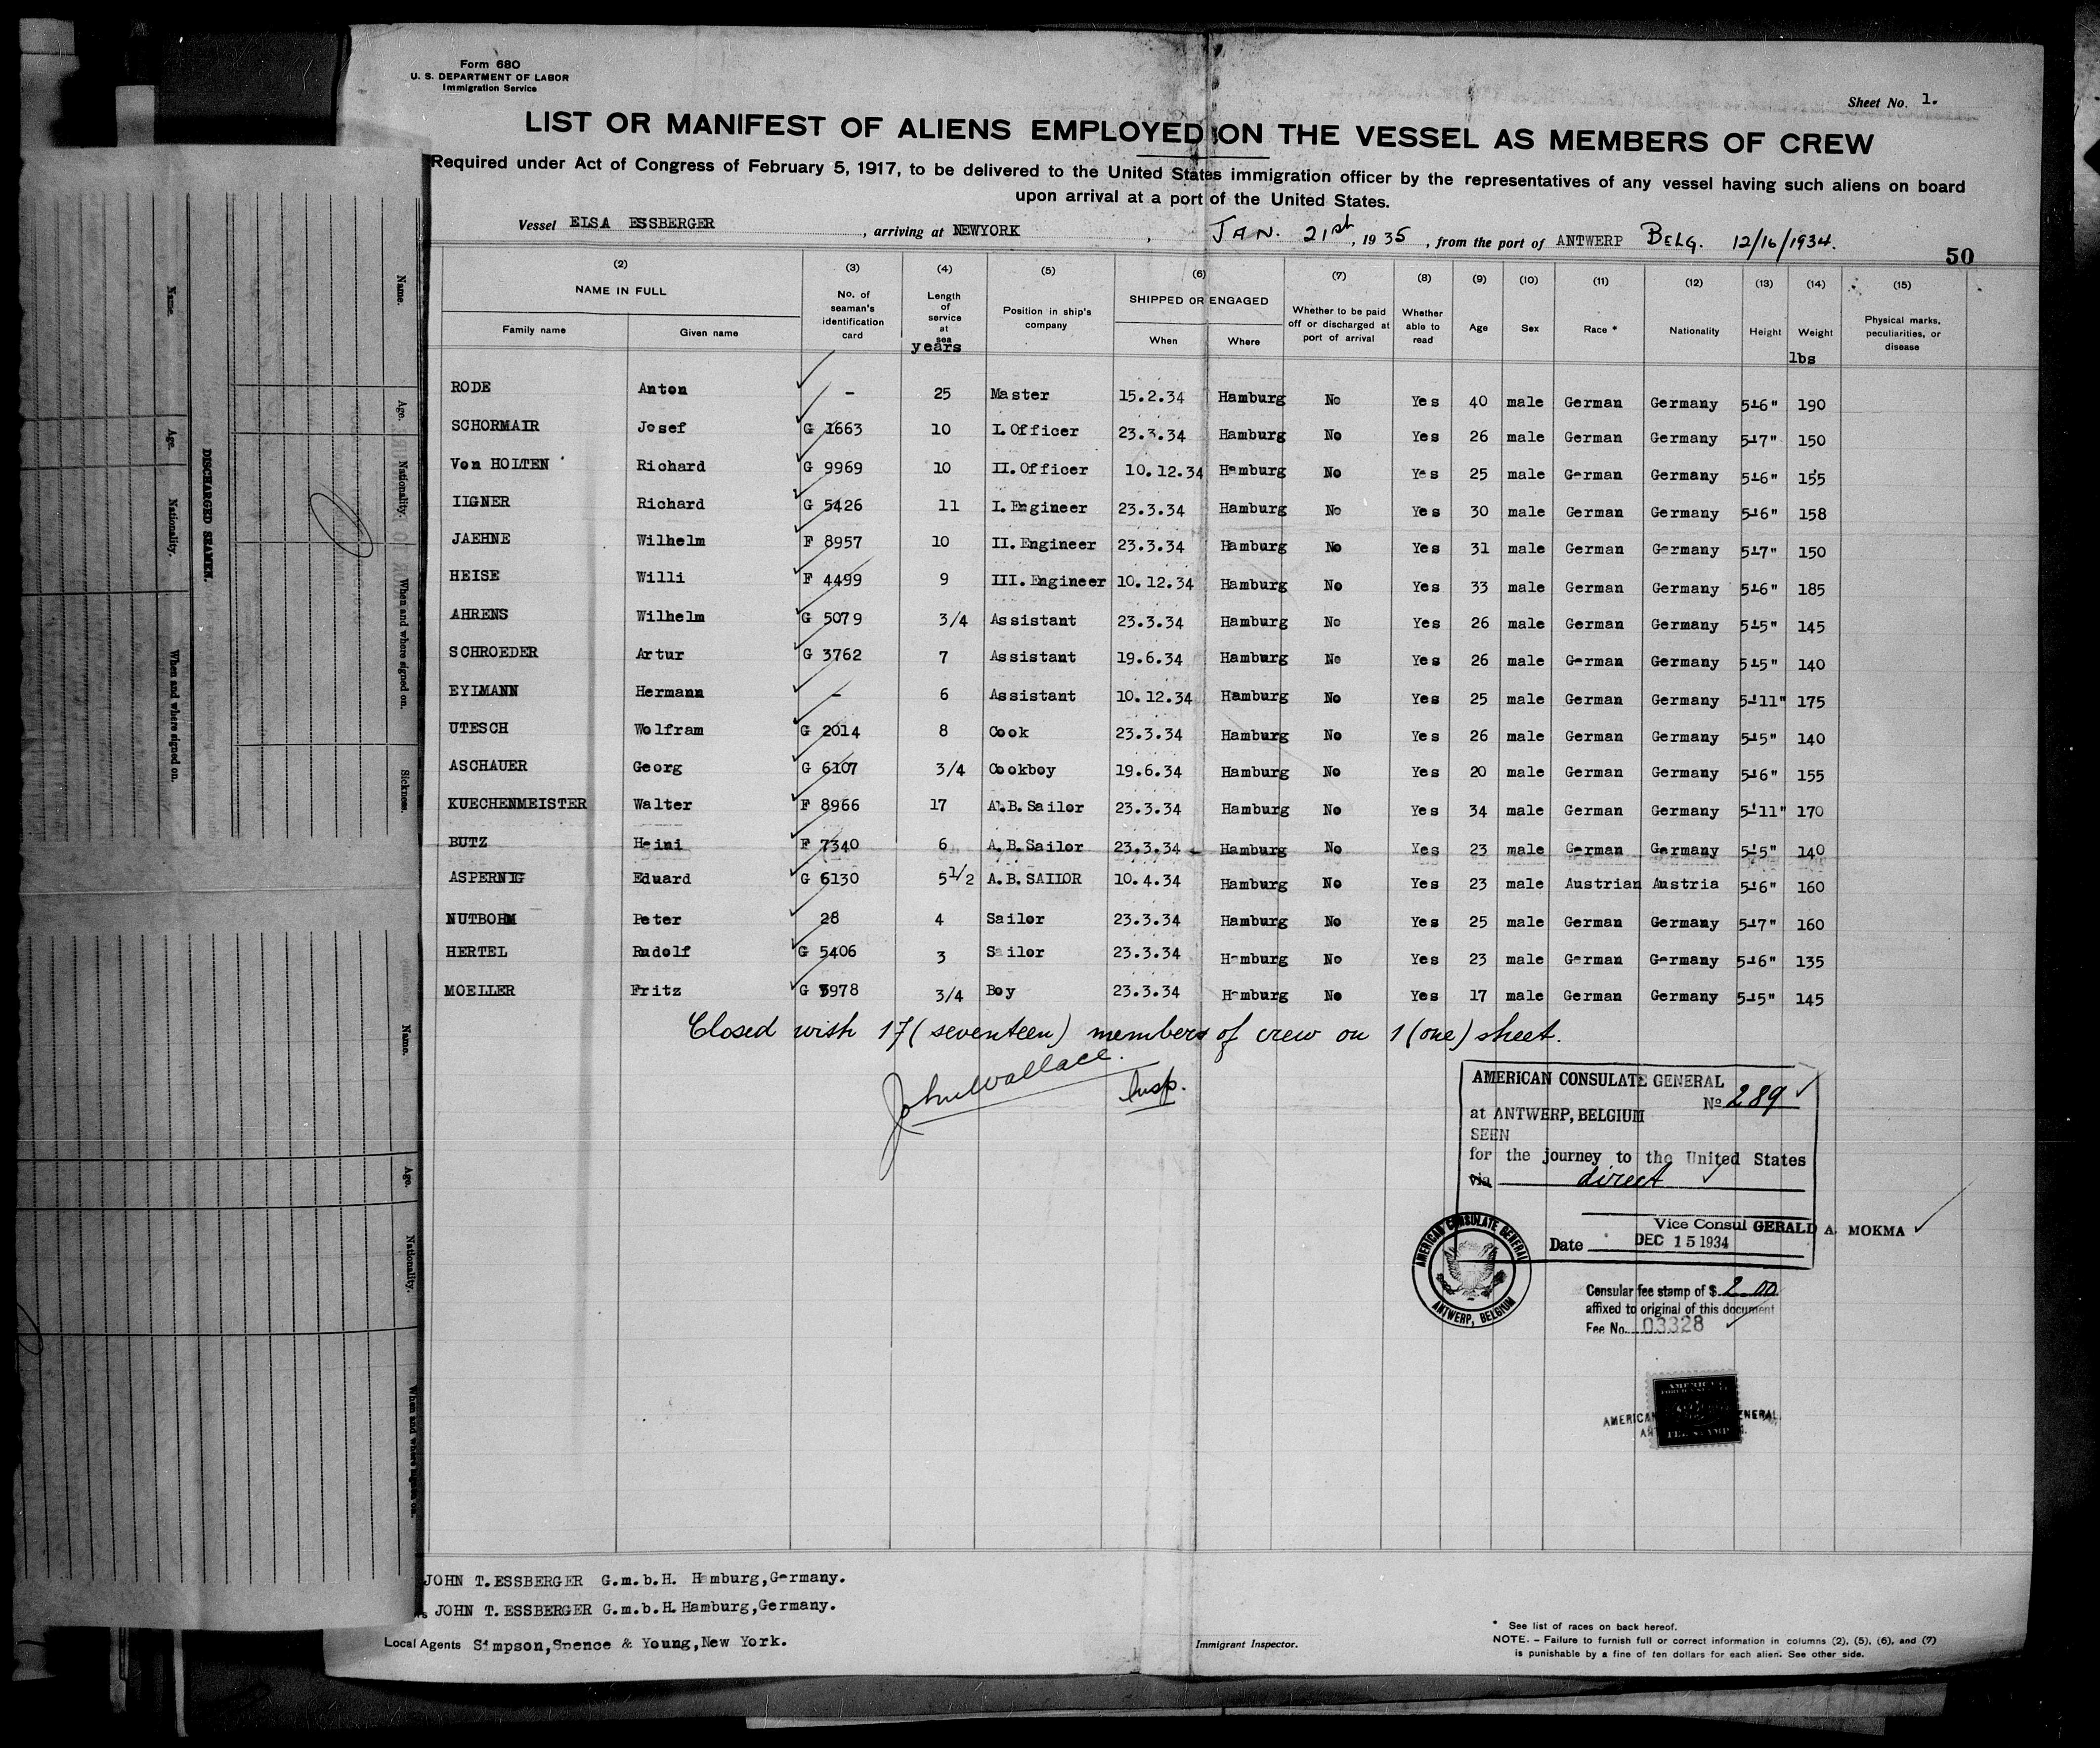 Form 680
U. S. DEPARTMENT OF LABOR
Immigration Service
Sheet No. 1.
LIST OR MANIFEST OF ALIENS EMPLOYED ON THE VESSEL AS MEMBERS OF CREW
Required under Act of Congress of February 5, 1917, to be delivered to the United States immigration officer by the representatives of any vessel having such aliens on board
upon arrival at a port of the United States.
Vessel ELSA ESSBERGER , arriving at NEWYORK , JAN. 21st, 1935, from the port of ANTWERP BELG. 12/16/1934.
50
(2) (3) (4) (5) (6) (7) (8) (9) (10) (11) (12) (13) (14) (15)
NAME IN FULL No. of seaman's identification card Length of service at sea years Position in ship's company SHIPPED OR ENGAGED Whether to be paid off or discharged at port of arrival Whether able to read Age Sex Race * Nationality Height Weight lbs Physical marks, peculiarities, or disease
Family name Given name When Where
RODE Anton - 25 Master 15.2.34 Hamburg No Yes 40 male German Germany 5'6" 190
SCHORMAIR Josef G 1663 10 I.Officer 23.3.34 Hamburg No Yes 26 male German Germany 5'7" 150
Von HOLTEN Richard G 9969 10 II.Officer 10.12.34 Hamburg No Yes 25 male German Germany 5'6" 155
IIGNER Richard G 5426 11 I.Engineer 23.3.34 Hamburg No Yes 30 male German Germany 5'6" 158
JAEHNE Wilhelm F 8957 10 II.Engineer 23.3.34 Hamburg No Yes 31 male German Germany 5'7" 150
HEISE Willi F 4499 9 III.Engineer 10.12.34 Hamburg No Yes 33 male German Germany 5'6" 185
AHRENS Wilhelm G 5079 3/4 Assistant 23.3.34 Hamburg No Yes 26 male German Germany 5'5" 145
SCHROEDER Artur G 3762 7 Assistant 19.6.34 Hamburg No Yes 26 male German Germany 5'5" 140
EYLMANN Hermann - 6 Assistant 10.12.34 Hamburg No Yes 25 male German Germany 5'11" 175
UTESCH Wolfram G 2014 8 Cook 23.3.34 Hamburg No Yes 26 male German Germany 5'5" 140
ASCHAUER Georg G 6107 3/4 Cookboy 19.6.34 Hamburg No Yes 20 male German Germany 5'6" 155
KUECHENMEISTER Walter F 8966 17 A.B.Sailor 23.3.34 Hamburg No Yes 34 male German Germany 5'11" 170
BUTZ Heini F 7340 6 A.B.Sailor 23.3.34 Hamburg No Yes 23 male German Germany 5'5" 140
ASPERNIG Eduard G 6130 5 1/2 A.B.SAILOR 10.4.34 Hamburg No Yes 23 male Austrian Austria 5'6" 160
NUTBOHM Peter 28 4 Sailor 23.3.34 Hamburg No Yes 25 male German Germany 5'7" 160
HERTEL Rudolf G 5406 3 Sailor 23.3.34 Hamburg No Yes 23 male German Germany 5'6" 135
MOELLER Fritz G 5978 3/4 Boy 23.3.34 Hamburg No Yes 17 male German Germany 5'5" 145
Closed with 17 (seventeen) members of crew on 1 (one) sheet.
John Wallace. Insp.
AMERICAN CONSULATE GENERAL
No 289
at ANTWERP, BELGIUM
SEEN
for the journey to the United States
via direct
Vice Consul GERALD A. MOKMA
Date DEC 15 1934
AMERICAN CONSULATE GENERAL
ANTWERP, BELGIUM
Consular fee stamp of $ 2.00
affixed to original of this document
Fee No. 03328
AMERICAN
FEE STAMP
JOHN T.ESSBERGER G.m.b.H. Hamburg,Germany.
JOHN T.ESSBERGER G.m.b.H.Hamburg,Germany.
Local Agents Simpson,Spence & Young,New York.
Immigrant Inspector.
* See list of races on back hereof.
NOTE. - Failure to furnish full or correct information in columns (2), (5), (6), and (7)
is punishable by a fine of ten dollars for each alien. See other side.
DISCHARGED SEAMEN.
Name. Age. Nationality. When and where signed on.
Name. Age. Nationality. When and where signed on. Sickness.
Name. Age. Nationality. When and where signed on.